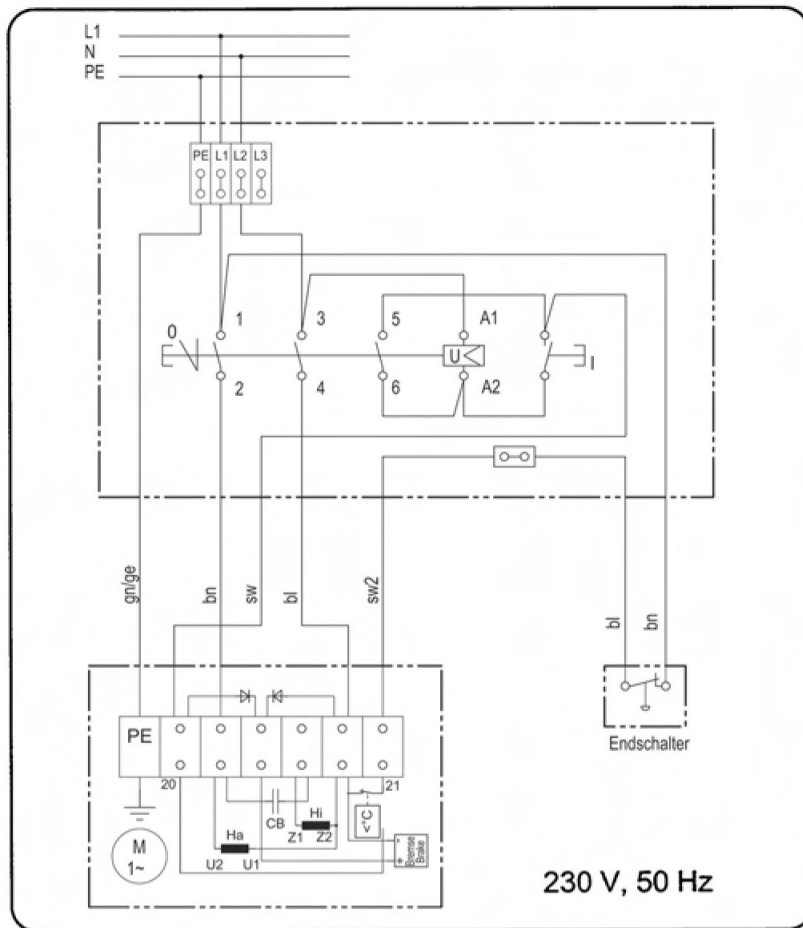 L1
N
PE
PE L1 L2 L3
0 1 3 5 A1
U< I
2 4 6 A2
gn/ge bn sw bl sw2 bl bn
PE
Endschalter
20 21
CB Hi <°C
Z1 Z2
M 1~ Ha
U2 U1
- + Bremse Brake
230 V, 50 Hz